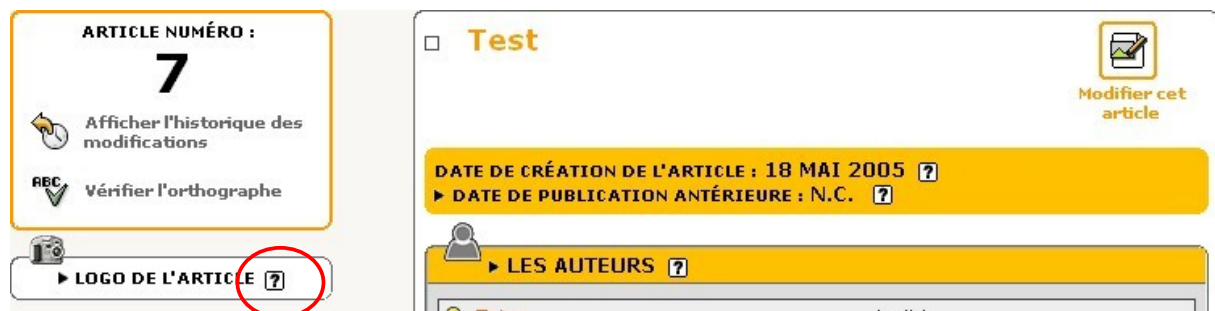 ARTICLE NUMÉRO :
7
Afficher l'historique des
modifications
ABC
Vérifier l'orthographe
▶ LOGO DE L'ARTICLE ?
Test
Modifier cet
article
DATE DE CRÉATION DE L'ARTICLE : 18 MAI 2005 ?
▶ DATE DE PUBLICATION ANTÉRIEURE : N.C. ?
▶ LES AUTEURS ?